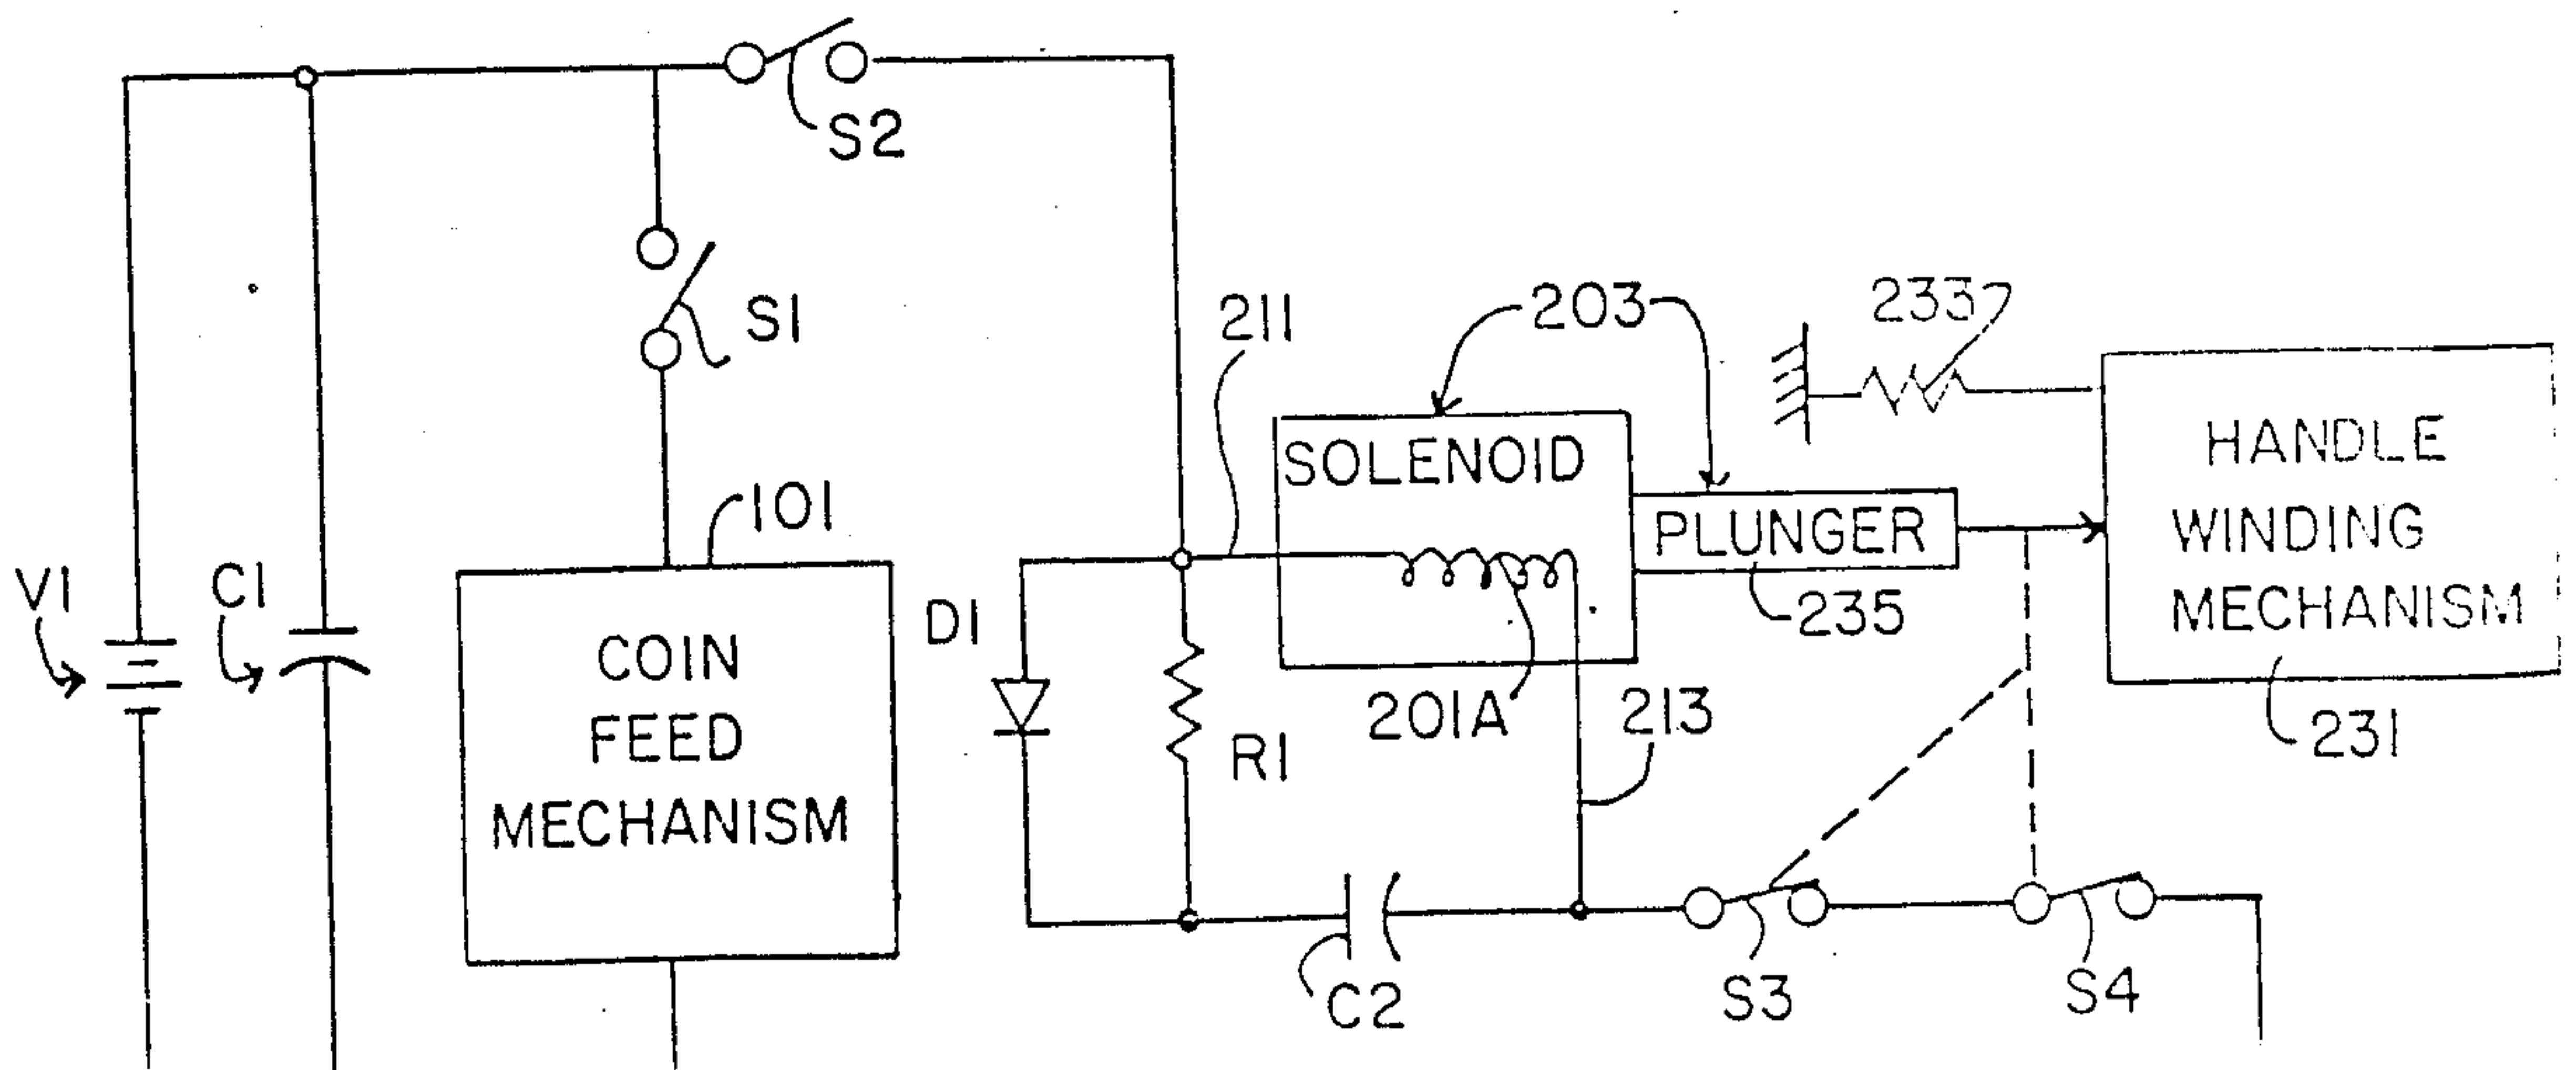 S2
S1
211
203
233
HANDLE
WINDING
MECHANISM
SOLENOID
PLUNGER
101
V1
C1
D1
235
COIN
FEED
MECHANISM
R1
201A
213
231
C2
S3
S4